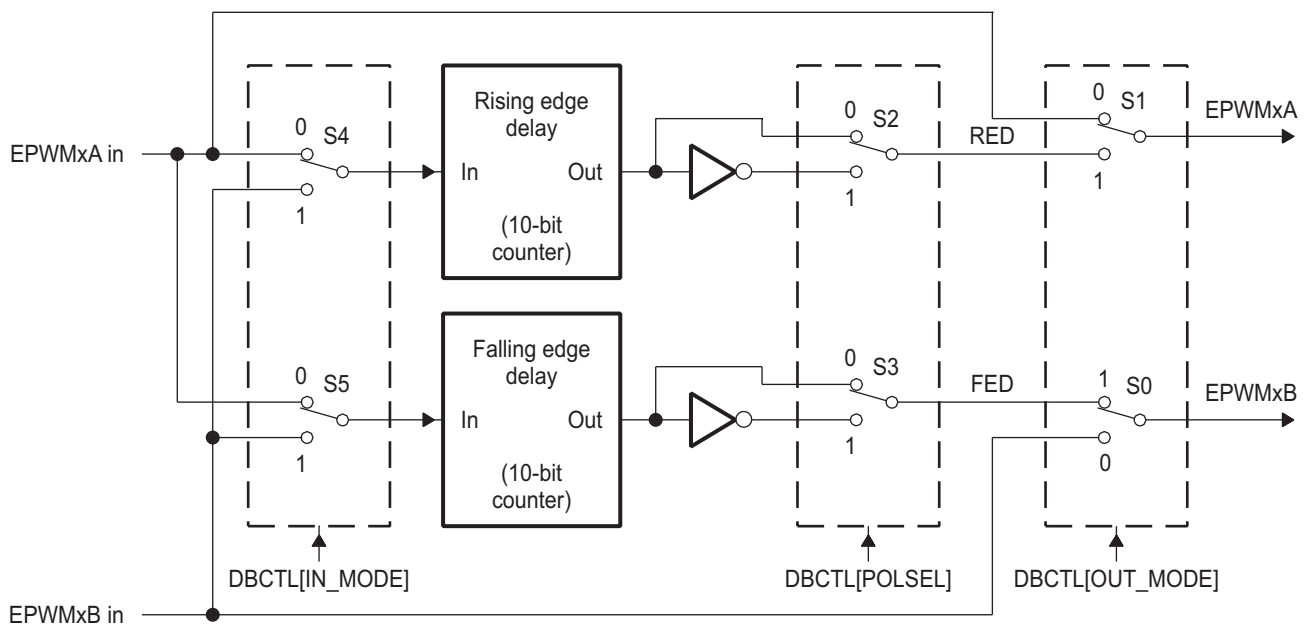 0
S1
EPWMxA
Rising edge
delay
0
S2
0
S4
RED
EPWMxA in
In
Out
1
1
1
(10-bit
counter)
Falling edge
delay
0
S3
0
S5
FED
1
S0
EPWMxB
In
Out
1
1
0
(10-bit
counter)
DBCTL[IN_MODE]
DBCTL[POLSEL]
DBCTL[OUT_MODE]
EPWMxB in